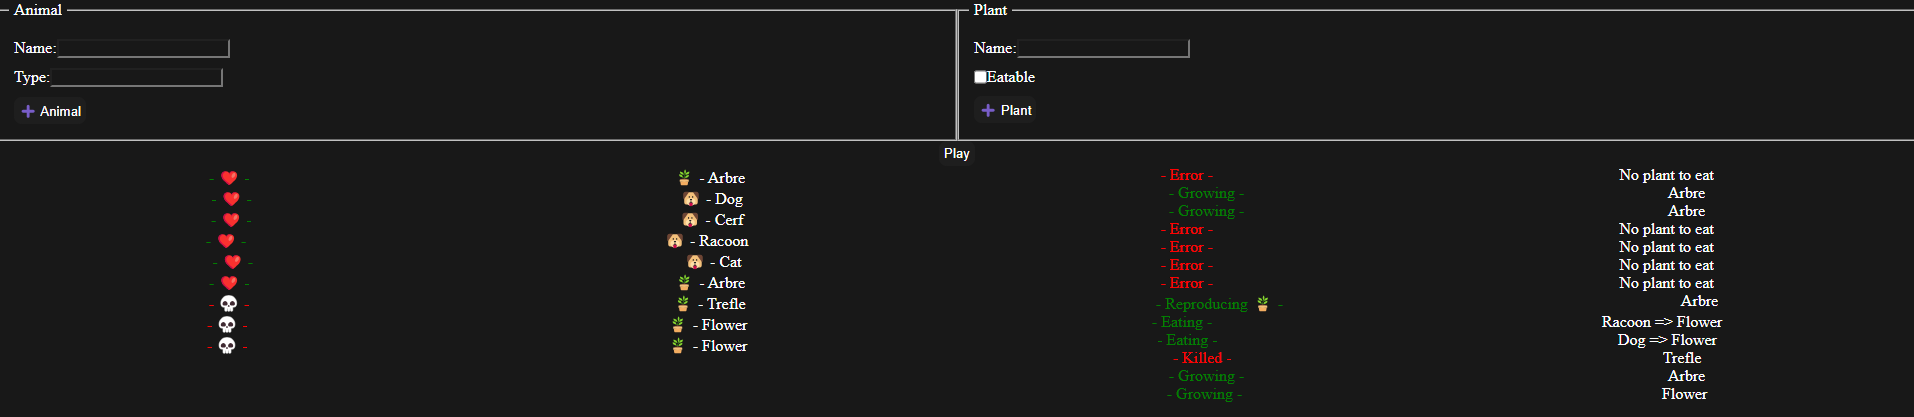 Animal
Name:
Type:
Animal
Plant
Name:
Eatable
Plant
Play
- ❤️ - 🪴 - Arbre
- ❤️ - 🐶 - Dog
- ❤️ - 🐶 - Cerf
- ❤️ - 🐶 - Racoon
- ❤️ - 🐶 - Cat
- ❤️ - 🪴 - Arbre
- 💀 - 🪴 - Trefle
- 💀 - 🪴 - Flower
- 💀 - 🪴 - Flower
- Error - No plant to eat
- Growing - Arbre
- Growing - Arbre
- Error - No plant to eat
- Error - No plant to eat
- Error - No plant to eat
- Error - No plant to eat
- Reproducing 🪴 - Arbre
- Eating - Racoon => Flower
- Eating - Dog => Flower
- Killed - Trefle
- Growing - Arbre
- Growing - Flower